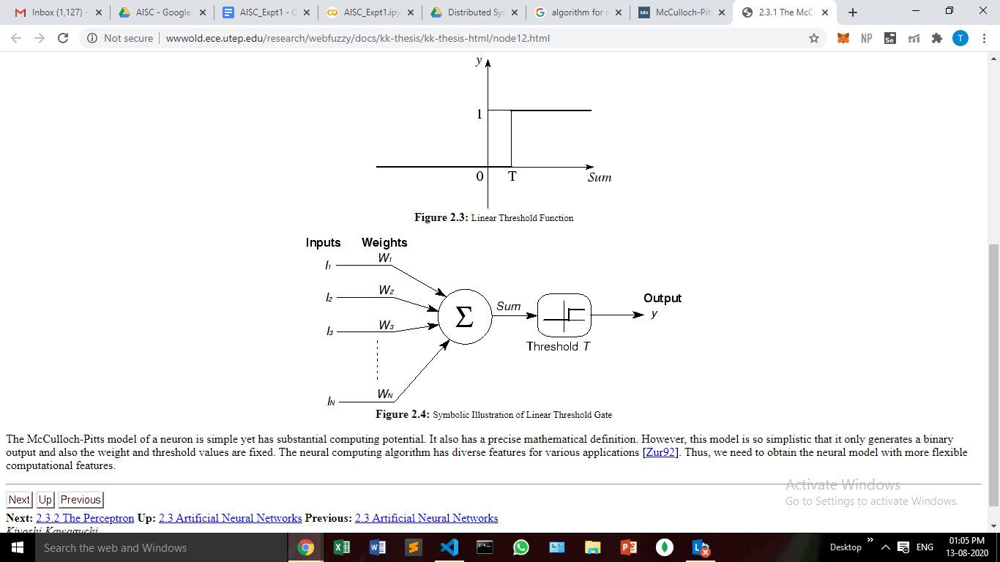 Inbox (1,127) -
AISC - Google
AISC_Expt1 - G
AISC_Expt1.ipy
Distributed Sy
algorithm for
McCulloch-Pit
2.3.1 The McC
Not secure | wwwold.ece.utep.edu/research/webfuzzy/docs/kk-thesis/kk-thesis-html/node12.html
NP
Se
T
y
1
0
T
Sum
Figure 2.3: Linear Threshold Function
Inputs Weights
I1 W1
I2 W2
I3 W3
IN WN
Σ
Sum
Threshold T
Output
y
Figure 2.4: Symbolic Illustration of Linear Threshold Gate
The McCulloch-Pitts model of a neuron is simple yet has substantial computing potential. It also has a precise mathematical definition. However, this model is so simplistic that it only generates a binary
output and also the weight and threshold values are fixed. The neural computing algorithm has diverse features for various applications [Zur92]. Thus, we need to obtain the neural model with more flexible
computational features.
Activate Windows
Go to Settings to activate Windows.
Next Up Previous
Next: 2.3.2 The Perceptron Up: 2.3 Artificial Neural Networks Previous: 2.3 Artificial Neural Networks
Kiyoshi Kawaguchi
Search the web and Windows
Desktop
ENG
01:05 PM
13-08-2020